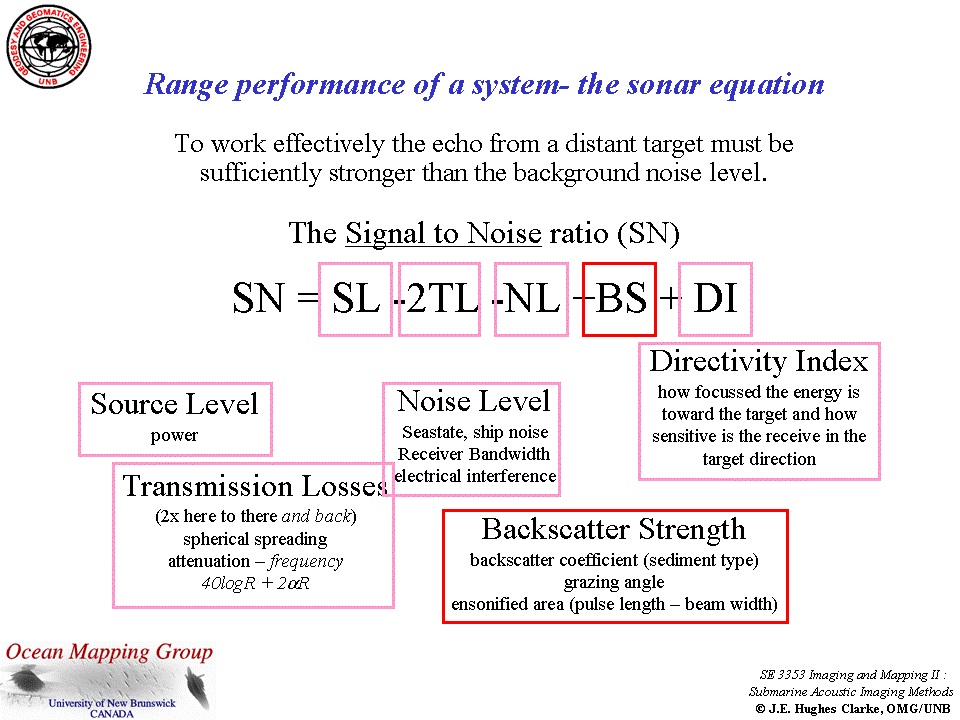 GEODESY AND GEOMATICS ENGINEERING
UNB
Range performance of a system- the sonar equation
To work effectively the echo from a distant target must be
sufficiently stronger than the background noise level.
The Signal to Noise ratio (SN)
SN = SL -2TL -NL +BS + DI
Directivity Index
how focussed the energy is
toward the target and how
sensitive is the receive in the
target direction
Source Level
power
Noise Level
Seastate, ship noise
Receiver Bandwidth
electrical interference
Transmission Losses
(2x here to there and back)
spherical spreading
attenuation – frequency
40logR + 2αR
Backscatter Strength
backscatter coefficient (sediment type)
grazing angle
ensonified area (pulse length – beam width)
Ocean Mapping Group
University of New Brunswick
CANADA
SE 3353 Imaging and Mapping II :
Submarine Acoustic Imaging Methods
© J.E. Hughes Clarke, OMG/UNB